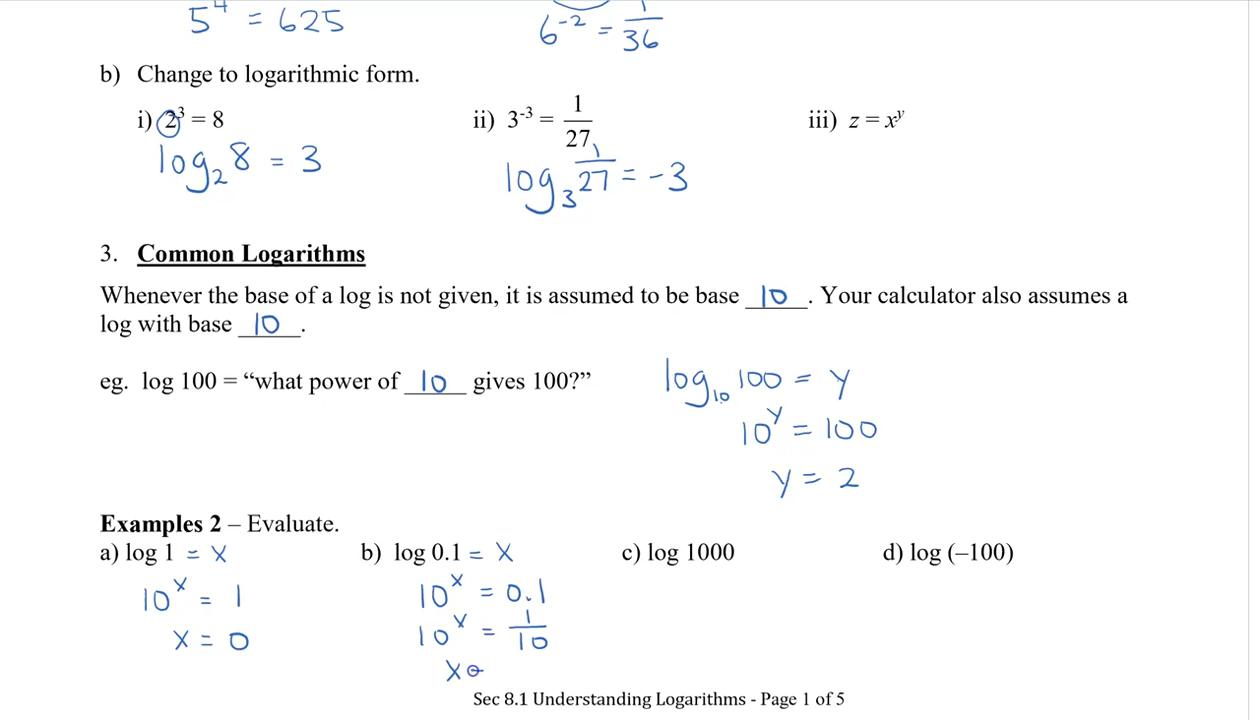 5⁴ = 625 6⁻² = 1/36
b) Change to logarithmic form.
i) 2³ = 8 ii) 3⁻³ = 1/27 iii) z = xʸ
log₂ 8 = 3 log₃ 1/27 = -3
3. Common Logarithms
Whenever the base of a log is not given, it is assumed to be base 10. Your calculator also assumes a
log with base 10.
eg. log 100 = “what power of 10 gives 100?” log₁₀ 100 = y
10ʸ = 100
y = 2
Examples 2 – Evaluate.
a) log 1 = x b) log 0.1 = x c) log 1000 d) log (–100)
10ˣ = 1 10ˣ = 0.1
x = 0 10ˣ = 1/10
x
Sec 8.1 Understanding Logarithms - Page 1 of 5